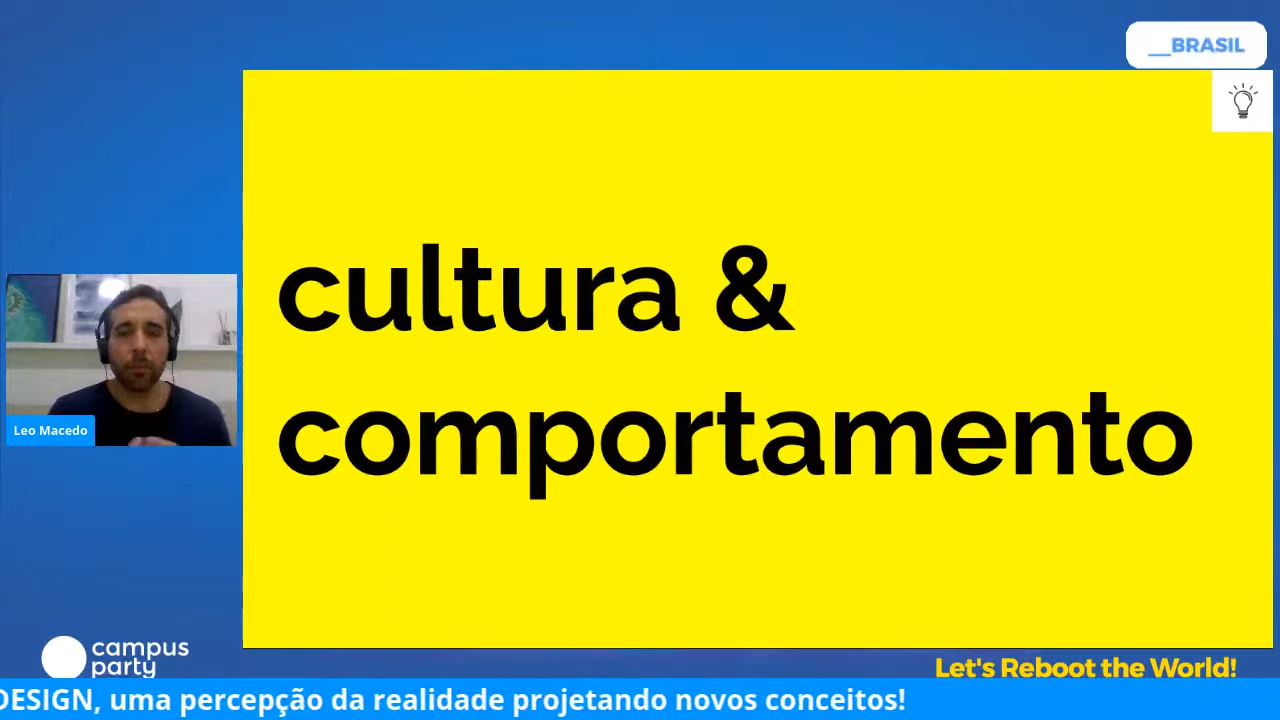 __BRASIL
cultura &
comportamento
Leo Macedo
campus
party
Let's Reboot the World!
DESIGN, uma percepção da realidade projetando novos conceitos!